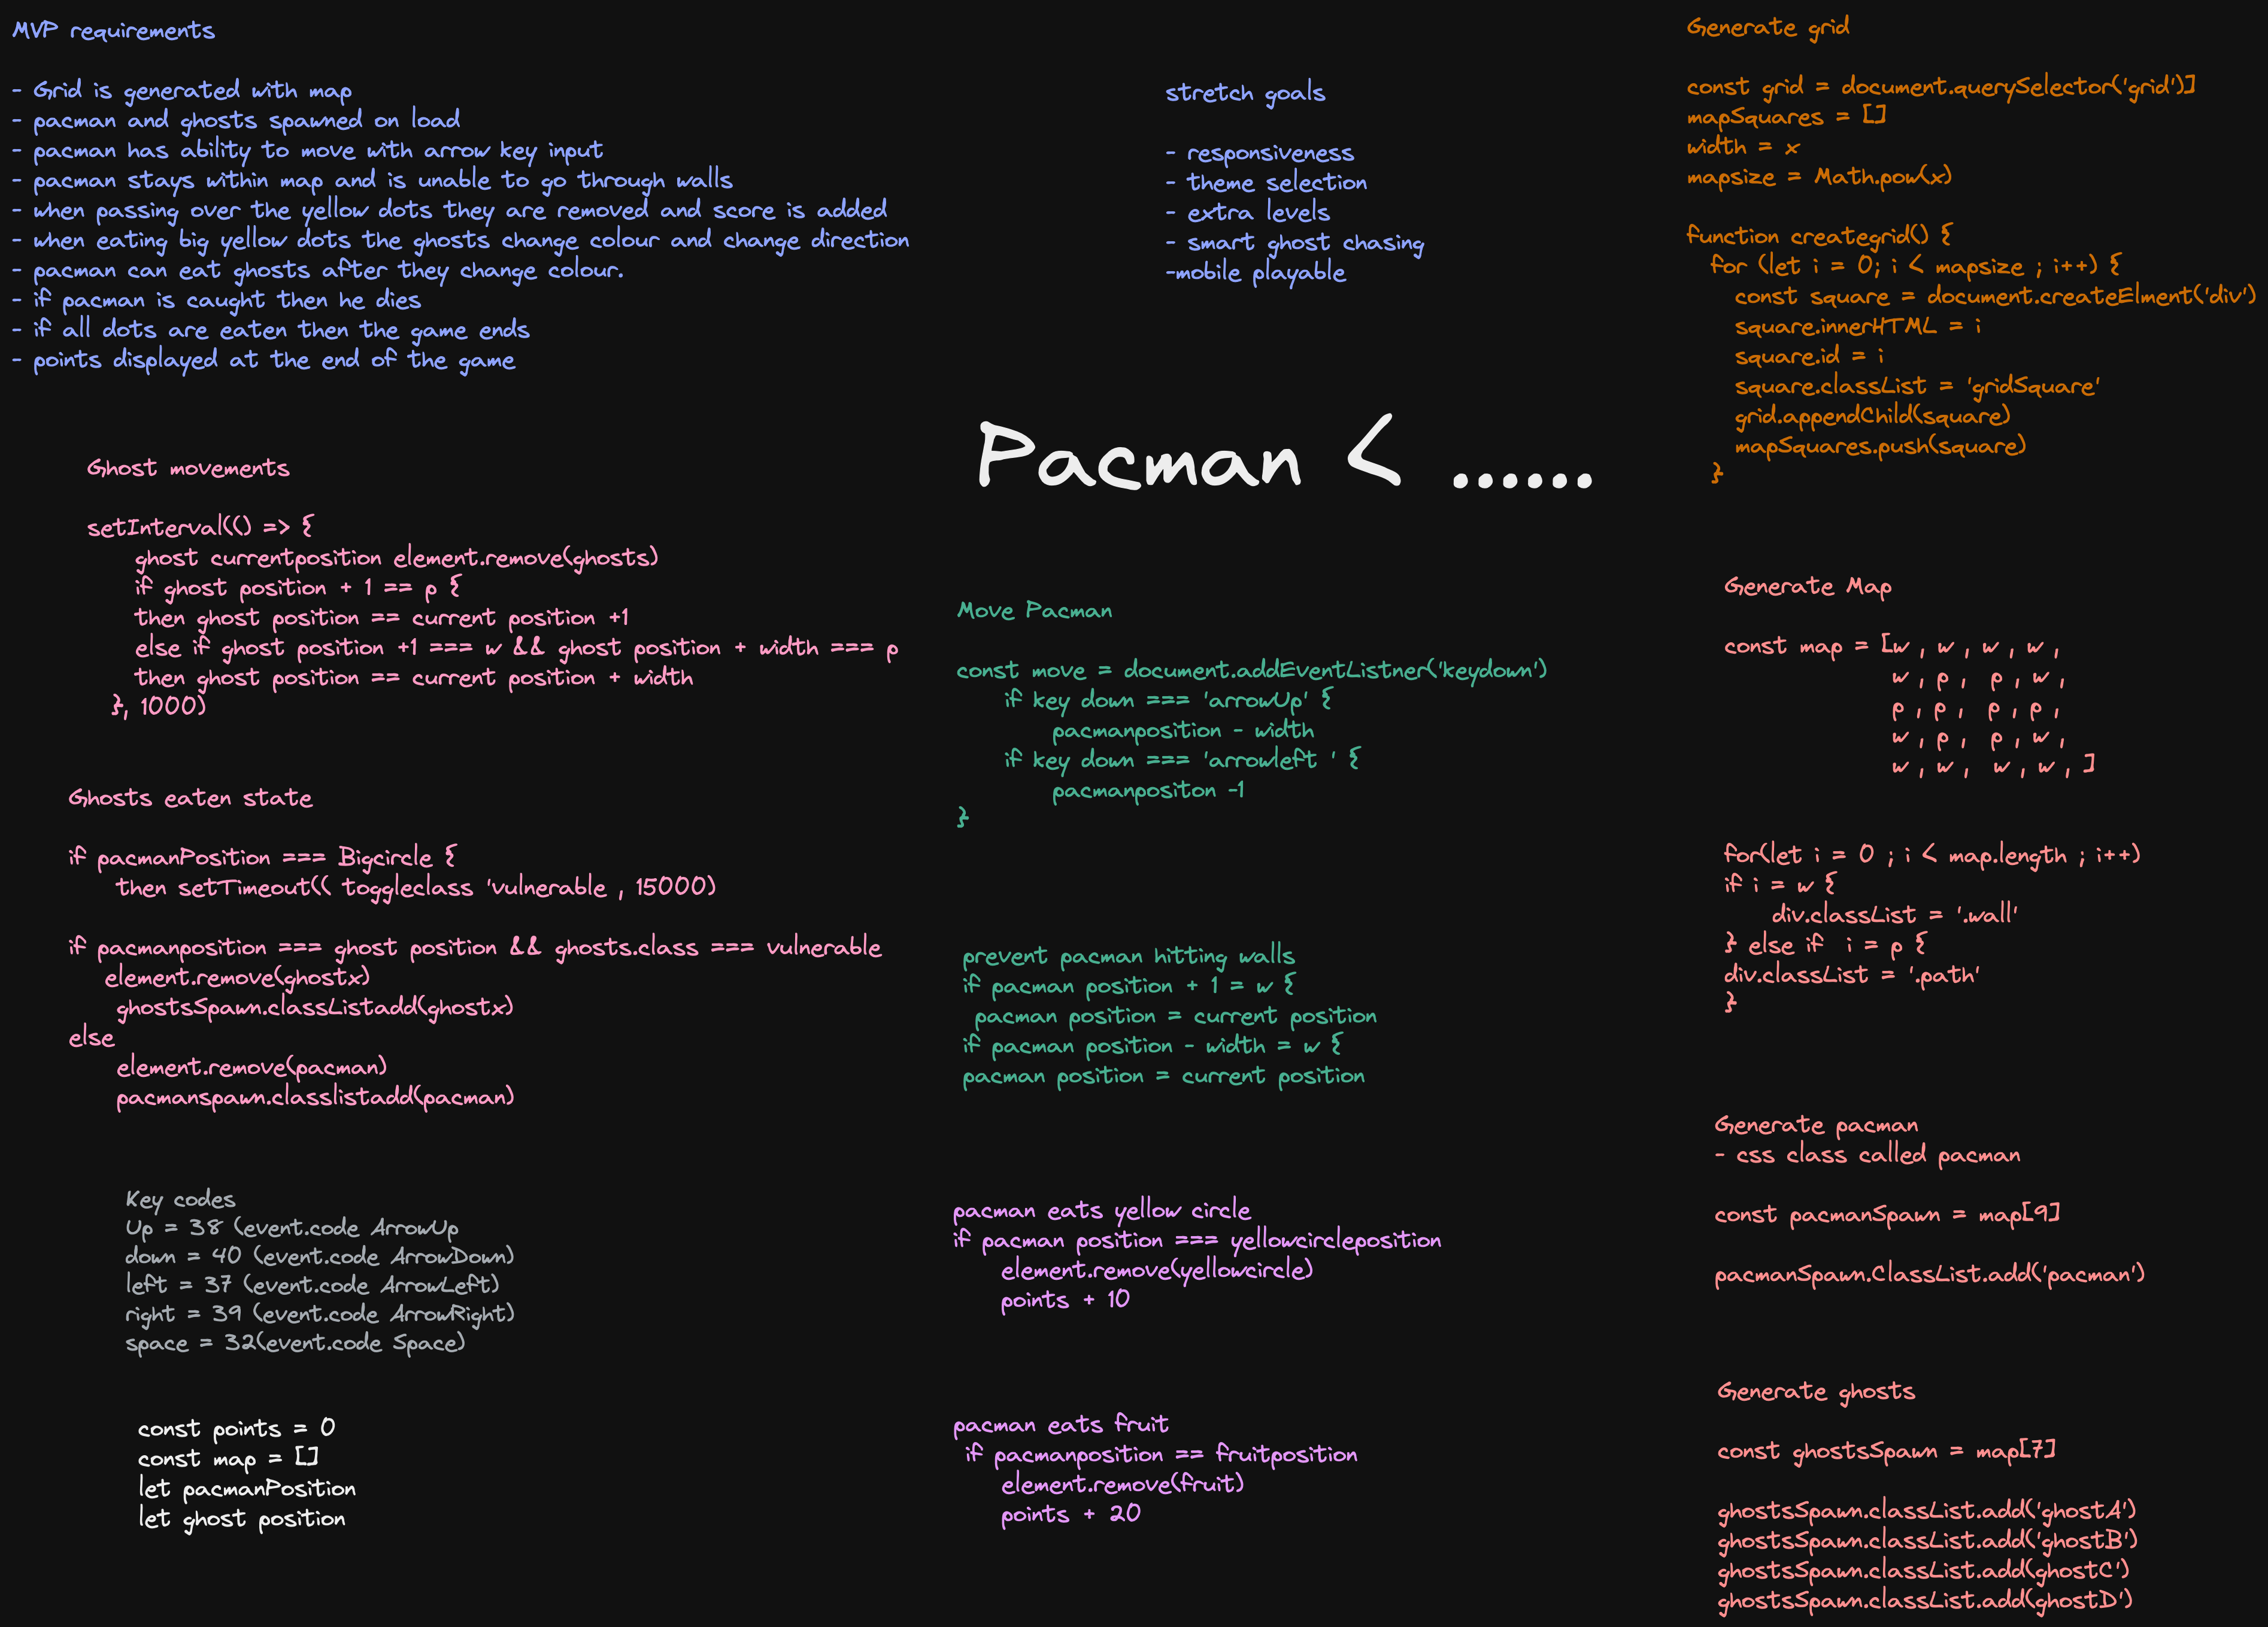 MVP requirements
- Grid is generated with map
- pacman and ghosts spawned on load
- pacman has ability to move with arrow key input
- pacman stays within map and is unable to go through walls
- when passing over the yellow dots they are removed and score is added
- when eating big yellow dots the ghosts change colour and change direction
- pacman can eat ghosts after they change colour.
- if pacman is caught then he dies
- if all dots are eaten then the game ends
- points displayed at the end of the game
stretch goals
- responsiveness
- theme selection
- extra levels
- smart ghost chasing
-mobile playable
Generate grid
const grid = document.querySelector('grid')]
mapSquares = []
width = x
mapsize = Math.pow(x)
function creategrid() {
for (let i = 0; i < mapsize ; i++) {
const square = document.createElment('div')
square.innerHTML = i
square.id = i
square.classList = 'gridSquare'
grid.appendChild(square)
mapSquares.push(square)
}
Pacman < ......
Ghost movements
setInterval(() => {
ghost currentposition element.remove(ghosts)
if ghost position + 1 == p {
then ghost position == current position +1
else if ghost position +1 === w && ghost position + width === p
then ghost position == current position + width
}, 1000)
Ghosts eaten state
if pacmanPosition === Bigcircle {
then setTimeout(( toggleclass 'vulnerable , 15000)
if pacmanposition === ghost position && ghosts.class === vulnerable
element.remove(ghostx)
ghostsSpawn.classListadd(ghostx)
else
element.remove(pacman)
pacmanspawn.classlistadd(pacman)
Key codes
Up = 38 (event.code ArrowUp
down = 40 (event.code ArrowDown)
left = 37 (event.code ArrowLeft)
right = 39 (event.code ArrowRight)
space = 32(event.code Space)
const points = 0
const map = []
let pacmanPosition
let ghost position
Move Pacman
const move = document.addEventListner('keydown')
if key down === 'arrowUp' {
pacmanposition - width
if key down === 'arrowleft ' {
pacmanpositon -1
}
prevent pacman hitting walls
if pacman position + 1 = w {
pacman position = current position
if pacman position - width = w {
pacman position = current position
pacman eats yellow circle
if pacman position === yellowcircleposition
element.remove(yellowcircle)
points + 10
pacman eats fruit
if pacmanposition == fruitposition
element.remove(fruit)
points + 20
Generate Map
const map = [w , w , w , w ,
w , p , p , w ,
p , p , p , p ,
w , p , p , w ,
w , w , w , w , ]
for(let i = 0 ; i < map.length ; i++)
if i = w {
div.classList = '.wall'
} else if i = p {
div.classList = '.path'
}
Generate pacman
- css class called pacman
const pacmanSpawn = map[9]
pacmanSpawn.ClassList.add('pacman')
Generate ghosts
const ghostsSpawn = map[7]
ghostsSpawn.classList.add('ghostA')
ghostsSpawn.classList.add('ghostB')
ghostsSpawn.classList.add(ghostC')
ghostsSpawn.classList.add(ghostD')